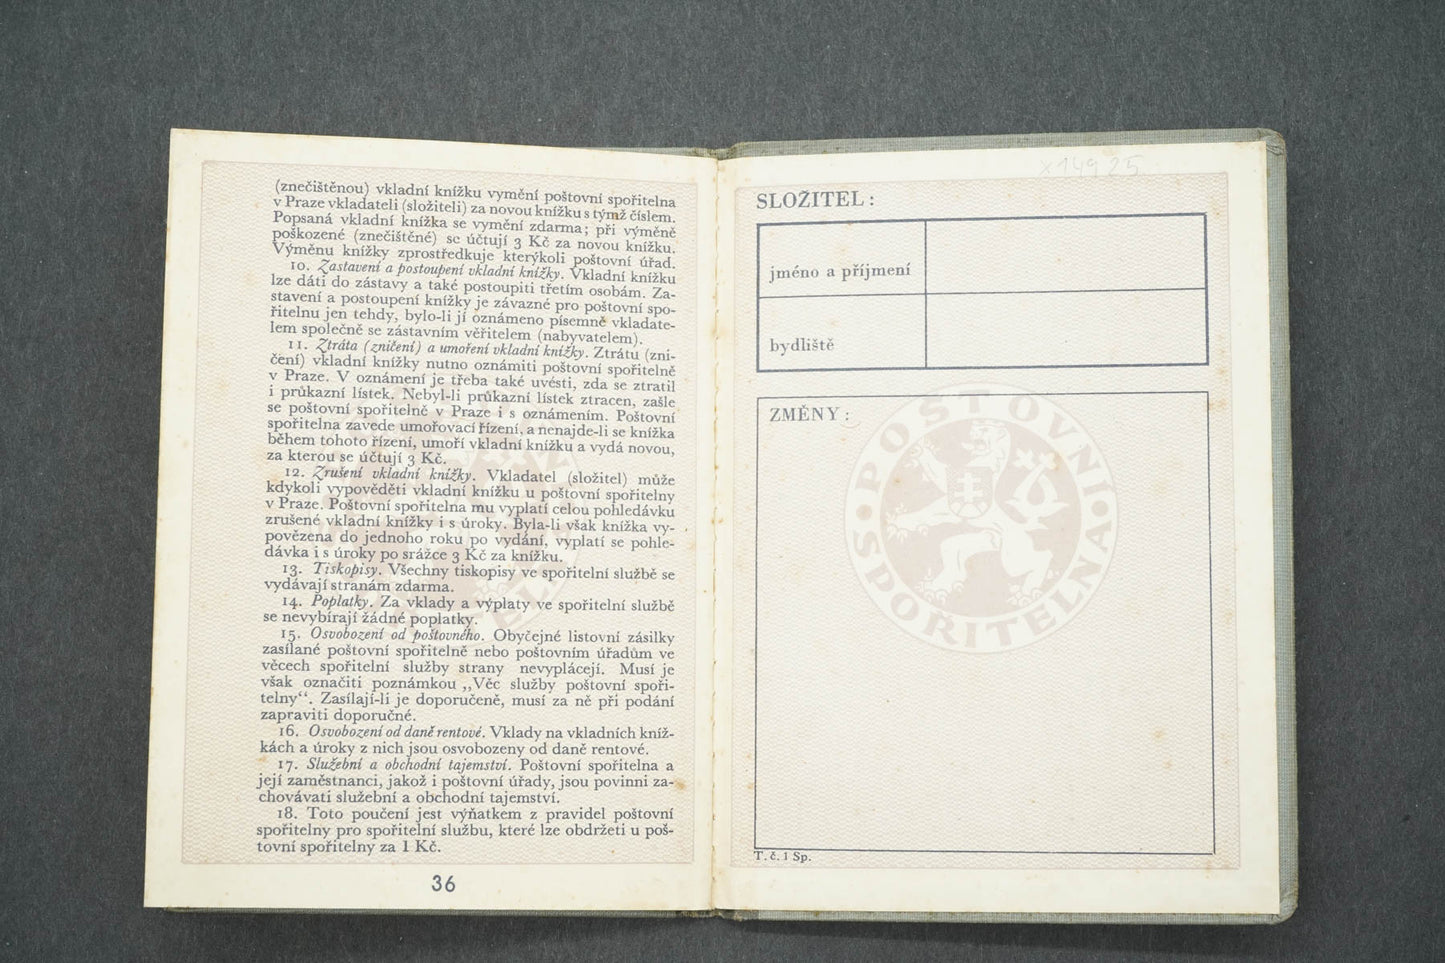 (znečištěnou) vkladní knížku vymění poštovní spořitelna
v Praze vkladateli (složiteli) za novou knížku s týmž číslem.
Popsaná vkladní knížka se vymění zdarma; při výměně
poškozené (znečištěné) se účtují 3 Kč za novou knížku.
Výměnu knížky zprostředkuje kterýkoli poštovní úřad.
10. Zastavení a postoupení vkladní knížky. Vkladní knížku
lze dáti do zástavy a také postoupiti třetím osobám. Za-
stavení a postoupení knížky je závazné pro poštovní spo-
řitelnu jen tehdy, bylo-li jí oznámeno písemně vkladate-
lem společně se zástavním věřitelem (nabyvatelem).
11. Ztráta (zničení) a umoření vkladní knížky. Ztrátu (zni-
čení) vkladní knížky nutno oznámiti poštovní spořitelně
v Praze. V oznámení je třeba také uvésti, zda se ztratil
i průkazní lístek. Nebyl-li průkazní lístek ztracen, zašle
se poštovní spořitelně v Praze i s oznámením. Poštovní
spořitelna zavede umořovací řízení, a nenajde-li se knížka
během tohoto řízení, umoří vkladní knížku a vydá novou,
za kterou se účtují 3 Kč.
12. Zrušení vkladní knížky. Vkladatel (složitel) může
kdykoli vypověděti vkladní knížku u poštovní spořitelny
v Praze. Poštovní spořitelna mu vyplatí celou pohledávku
zrušené vkladní knížky i s úroky. Byla-li však knížka vy-
povězena do jednoho roku po vydání, vyplatí se pohle-
dávka i s úroky po srážce 3 Kč za knížku.
13. Tiskopisy. Všechny tiskopisy ve spořitelní službě se
vydávají stranám zdarma.
14. Poplatky. Za vklady a výplaty ve spořitelní službě
se nevybírají žádné poplatky.
15. Osvobození od poštovného. Obyčejné listovní zásilky
zasílané poštovní spořitelně nebo poštovním úřadům ve
věcech spořitelní služby strany nevyplácejí. Musí je
však označiti poznámkou „Věc služby poštovní spoři-
telny“. Zasílají-li je doporučeně, musí za ně při podání
zapraviti doporučné.
16. Osvobození od daně rentové. Vklady na vkladních kníž-
kách a úroky z nich jsou osvobozeny od daně rentové.
17. Služební a obchodní tajemství. Poštovní spořitelna a
její zaměstnanci, jakož i poštovní úřady, jsou povinni za-
chovávati služební a obchodní tajemství.
18. Toto poučení jest výňatkem z pravidel poštovní
spořitelny pro spořitelní službu, které lze obdržeti u poš-
tovní spořitelny za 1 Kč.
36
x 149,25
SLOŽITEL:
jméno a příjmení
bydliště
ZMĚNY:
POŠTOVNÍ
SPOŘITELNA
T. č. 1 Sp.